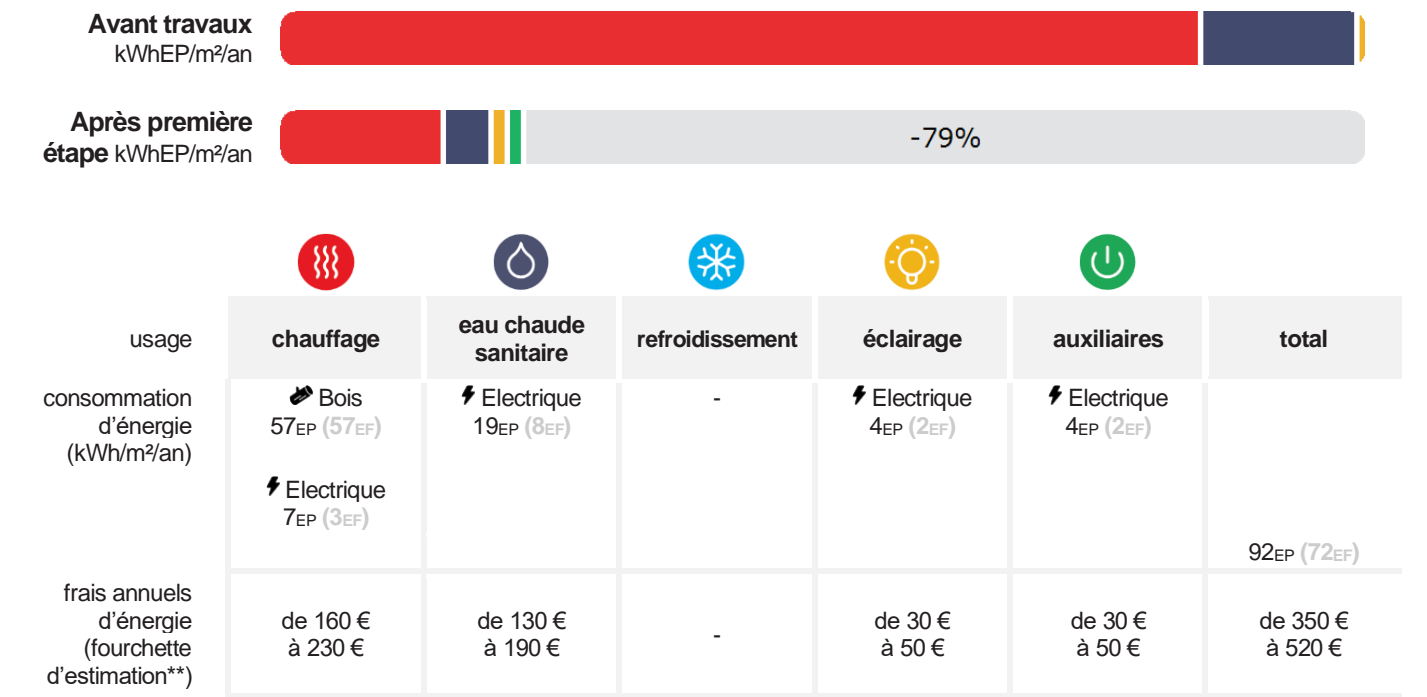 Avant travaux
kWhEP/m²/an
Après première
étape kWhEP/m²/an
-79%
usage
chauffage
eau chaude
sanitaire
refroidissement
éclairage
auxiliaires
total
consommation
d'énergie
(kWh/m²/an)
Bois
57EP (57EF)
Electrique
7EP (3EF)
Electrique
19EP (8EF)
-
Electrique
4EP (2EF)
Electrique
4EP (2EF)
92EP (72EF)
frais annuels
d'énergie
(fourchette
d'estimation**)
de 160 €
à 230 €
de 130 €
à 190 €
-
de 30 €
à 50 €
de 30 €
à 50 €
de 350 €
à 520 €